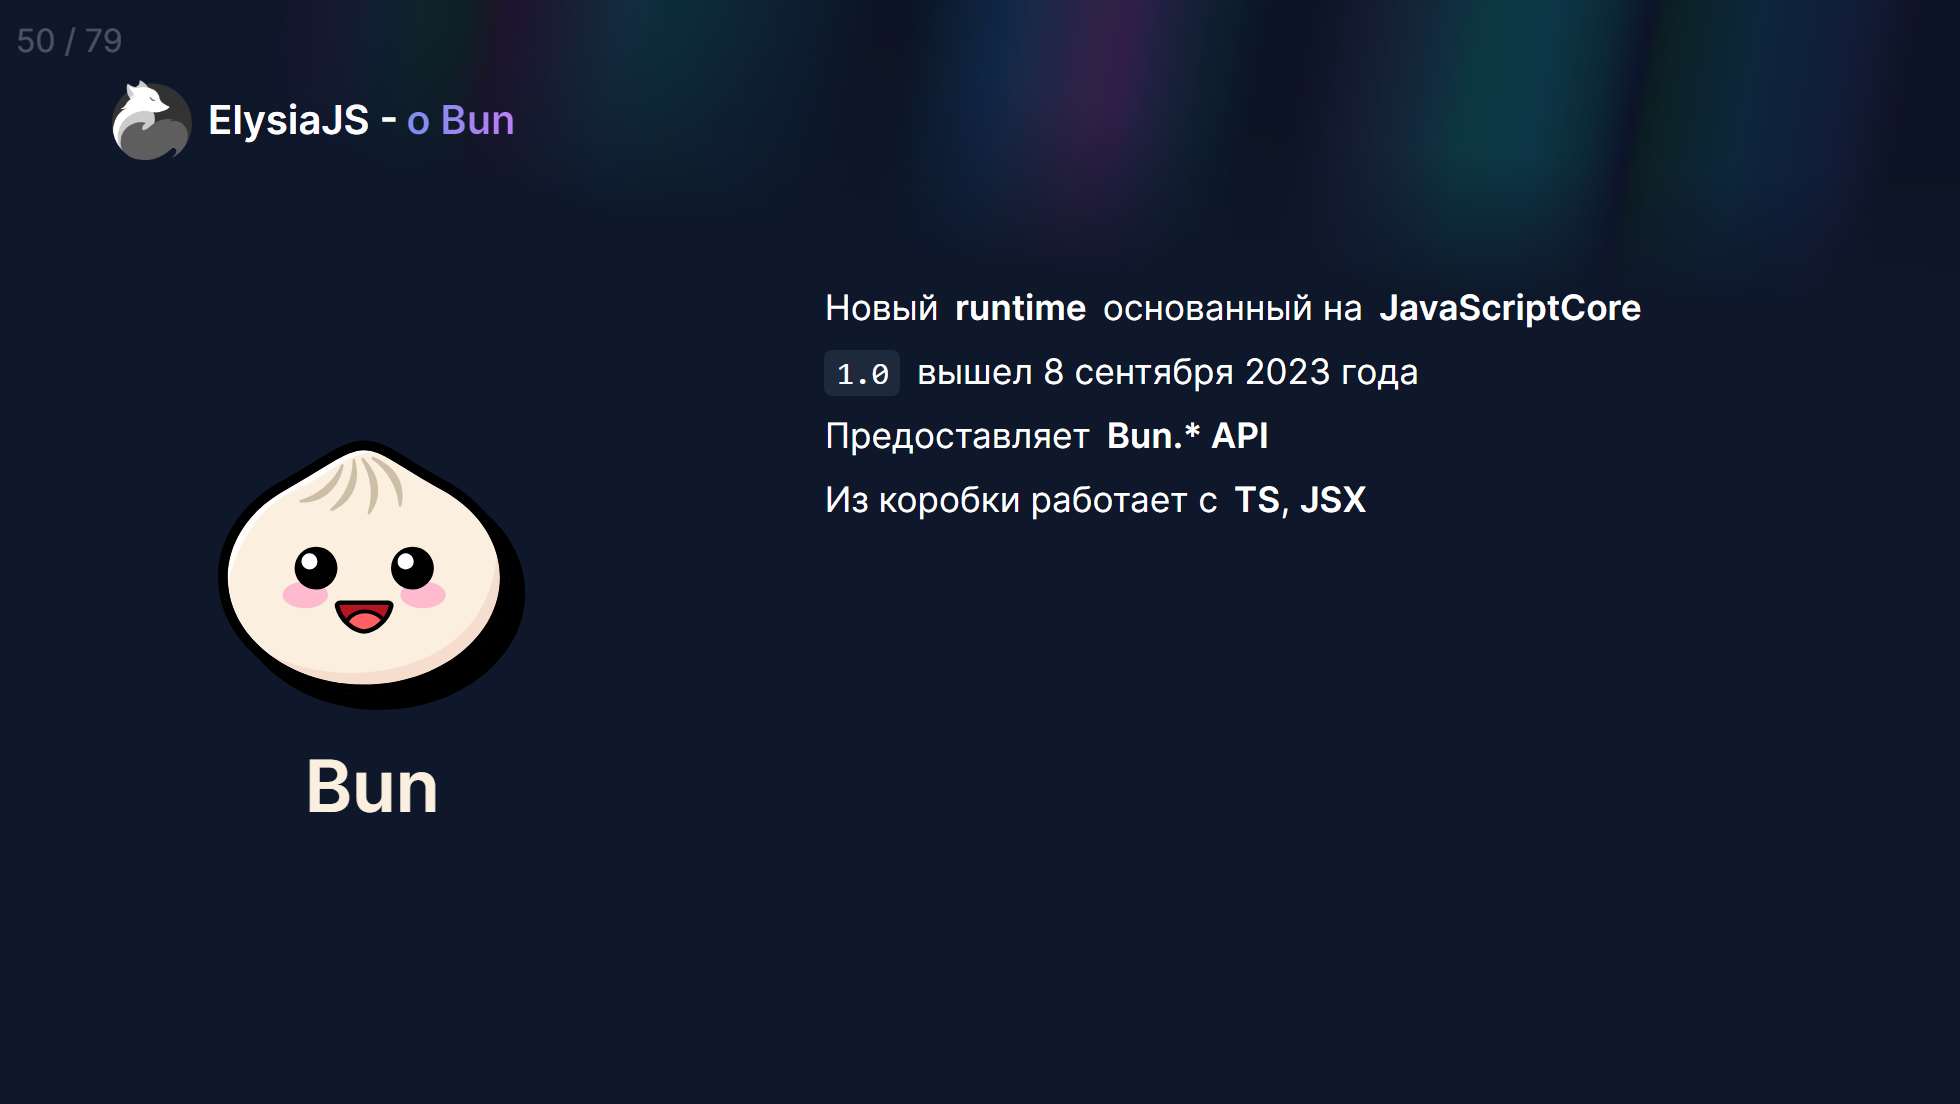 50 / 79
ElysiaJS - о Bun
Новый runtime основанный на JavaScriptCore
1.0 вышел 8 сентября 2023 года
Предоставляет Bun.* API
Из коробки работает с TS, JSX
Bun